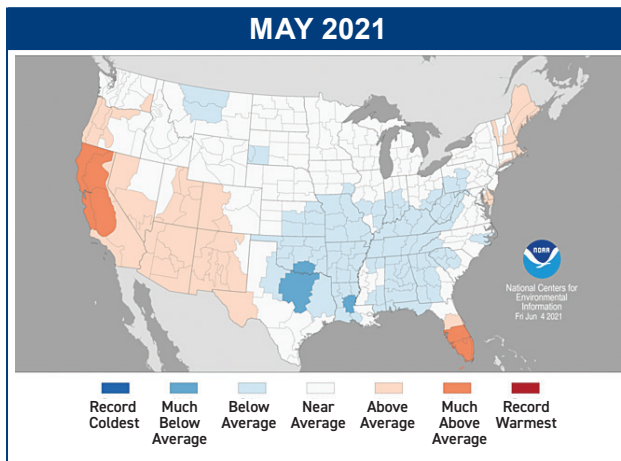 MAY 2021
NOAA
National Centers for
Environmental
Information
Fri Jun 4 2021
Record
Coldest
Much
Below
Average
Below
Average
Near
Average
Above
Average
Much
Above
Average
Record
Warmest